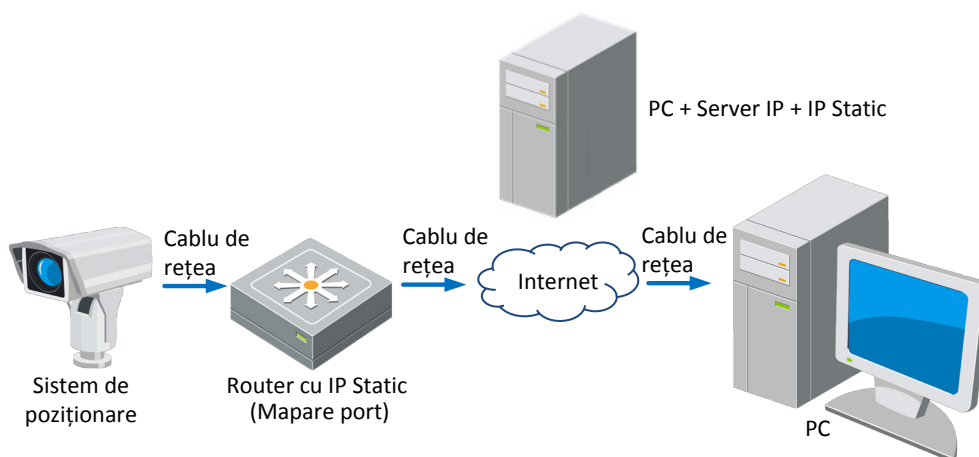 PC + Server IP + IP Static
Cablu de
rețea
Cablu de
rețea
Cablu de
rețea
Internet
Sistem de
poziționare
Router cu IP Static
(Mapare port)
PC